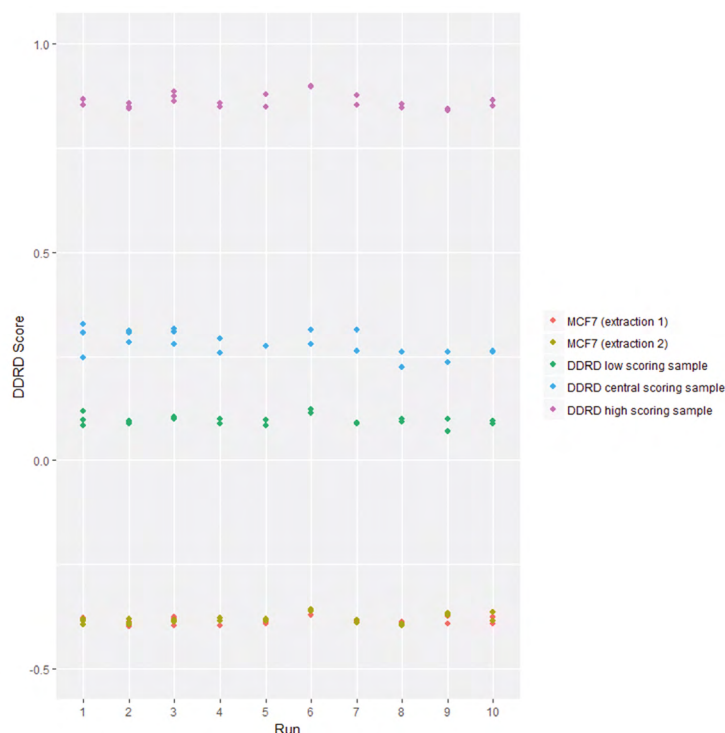 1.0
0.5
0.0
-0.5
DDRD Score
1 2 3 4 5 6 7 8 9 10
Run
MCF7 (extraction 1)
MCF7 (extraction 2)
DDRD low scoring sample
DDRD central scoring sample
DDRD high scoring sample